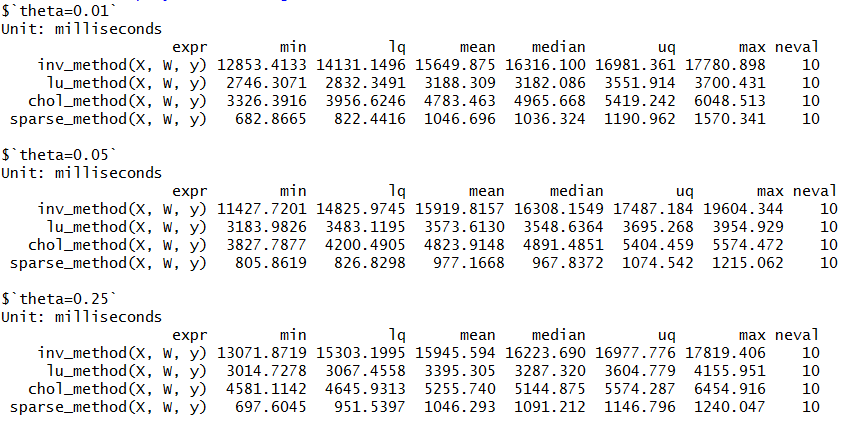 $`theta=0.01`
Unit: milliseconds
expr min lq mean median uq max neval
inv_method(X, W, y) 12853.4133 14131.1496 15649.875 16316.100 16981.361 17780.898 10
lu_method(X, W, y) 2746.3071 2832.3491 3188.309 3182.086 3551.914 3700.431 10
chol_method(X, W, y) 3326.3916 3956.6246 4783.463 4965.668 5419.242 6048.513 10
sparse_method(X, W, y) 682.8665 822.4416 1046.696 1036.324 1190.962 1570.341 10
$`theta=0.05`
Unit: milliseconds
expr min lq mean median uq max neval
inv_method(X, W, y) 11427.7201 14825.9745 15919.8157 16308.1549 17487.184 19604.344 10
lu_method(X, W, y) 3183.9826 3483.1195 3573.6130 3548.6364 3695.268 3954.929 10
chol_method(X, W, y) 3827.7877 4200.4905 4823.9148 4891.4851 5404.459 5574.472 10
sparse_method(X, W, y) 805.8619 826.8298 977.1668 967.8372 1074.542 1215.062 10
$`theta=0.25`
Unit: milliseconds
expr min lq mean median uq max neval
inv_method(X, W, y) 13071.8719 15303.1995 15945.594 16223.690 16977.776 17819.406 10
lu_method(X, W, y) 3014.7278 3067.4558 3395.305 3287.320 3604.779 4155.951 10
chol_method(X, W, y) 4581.1142 4645.9313 5255.740 5144.875 5574.287 6454.916 10
sparse_method(X, W, y) 697.6045 951.5397 1046.293 1091.212 1146.796 1240.047 10